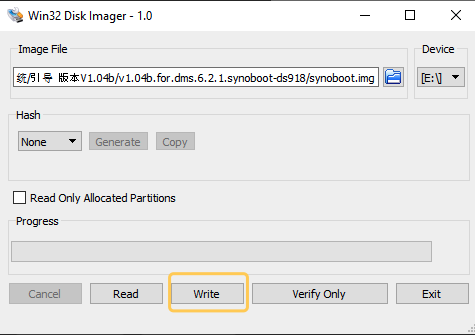 Win32 Disk Imager - 1.0
Image File
Device
统/引导 版本V1.04b/v1.04b.for.dms.6.2.1.synoboot-ds918/synoboot.img
[E:\]
Hash
None
Generate
Copy
Read Only Allocated Partitions
Progress
Cancel
Read
Write
Verify Only
Exit